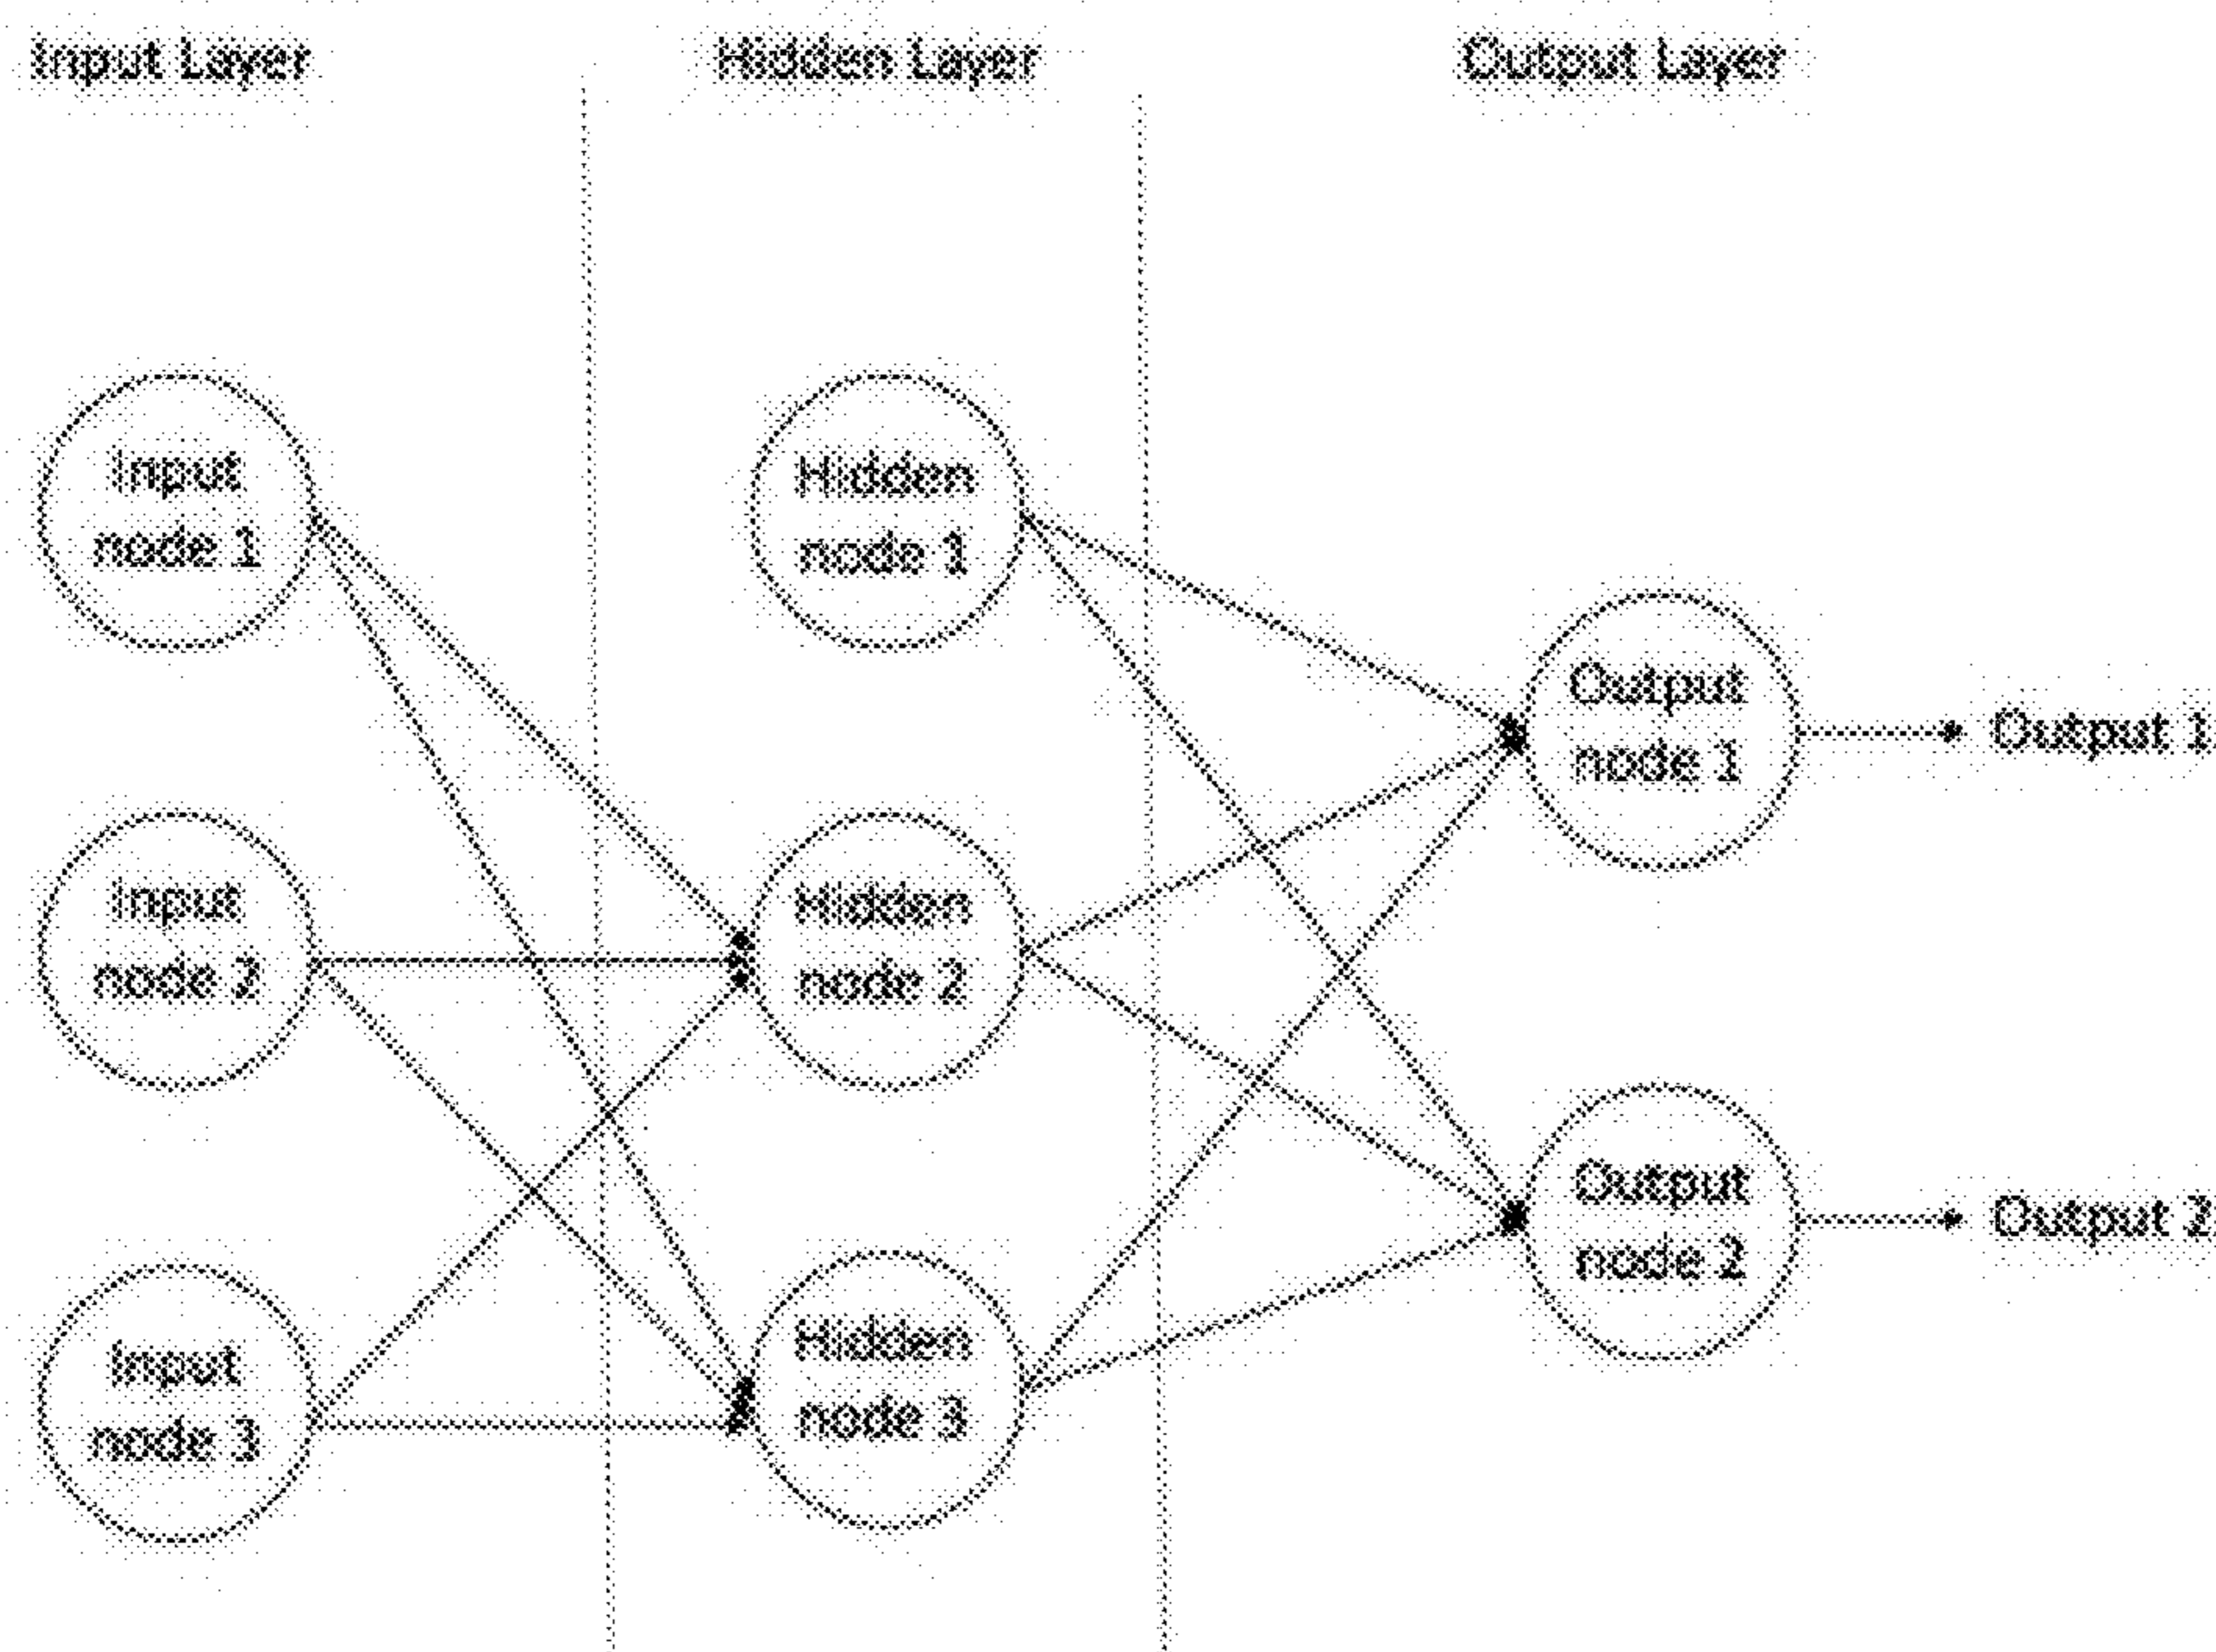 Input Layer
Hidden Layer
Output Layer
Input
node 1
Hidden
node 1
Output
node 1
Output 1
Input
node 2
Hidden
node 2
Output
node 2
Output 2
Input
node 3
Hidden
node 3